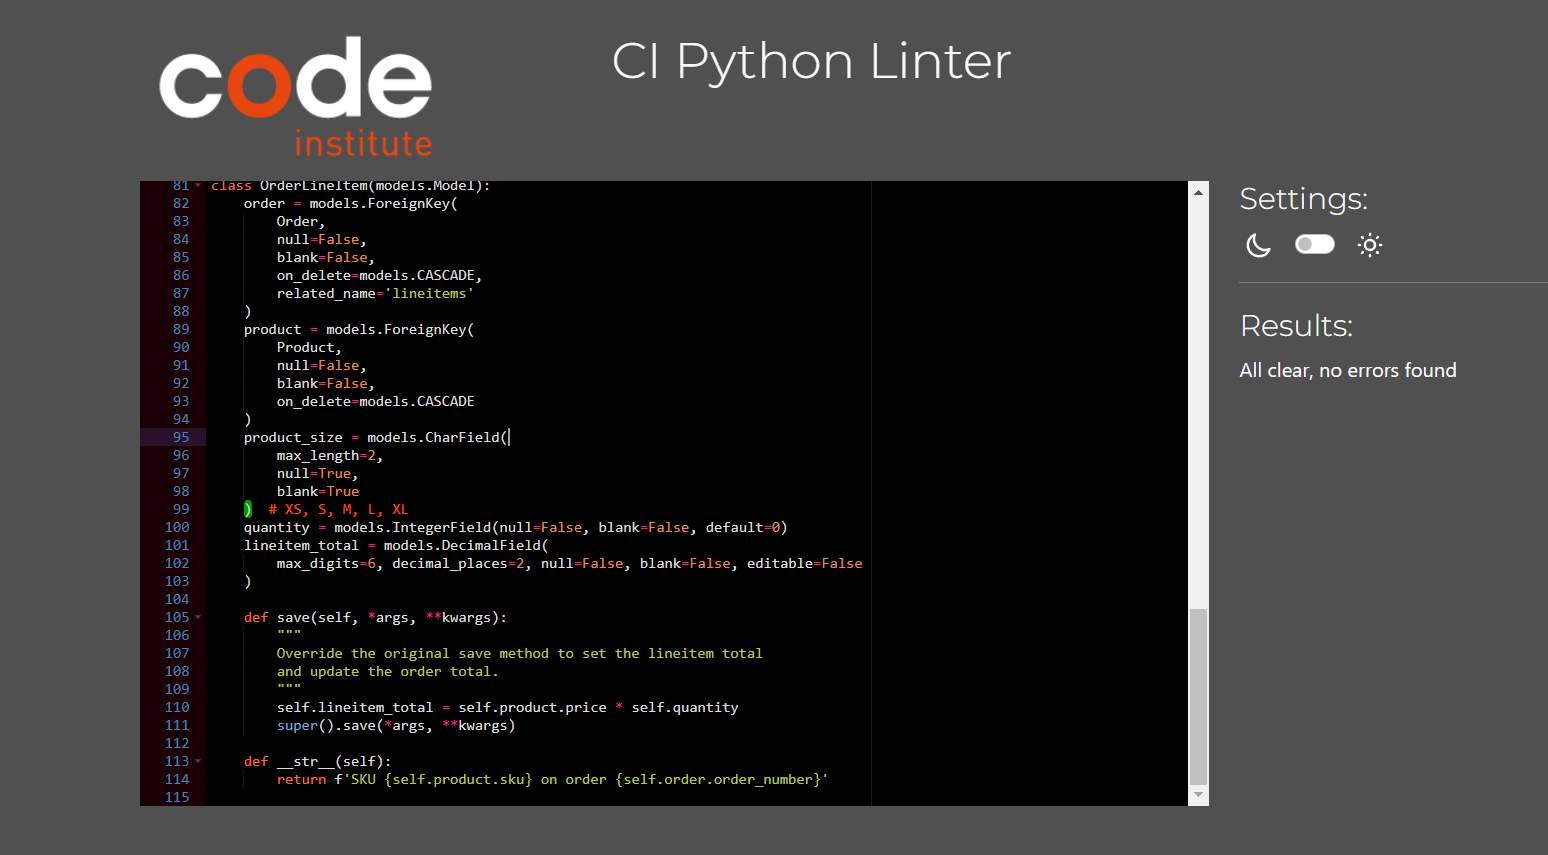 code
institute
CI Python Linter
81 class OrderLineItem(models.Model):
82     order = models.ForeignKey(
83         Order,
84         null=False,
85         blank=False,
86         on_delete=models.CASCADE,
87         related_name='lineitems'
88     )
89     product = models.ForeignKey(
90         Product,
91         null=False,
92         blank=False,
93         on_delete=models.CASCADE
94     )
95     product_size = models.CharField(
96         max_length=2,
97         null=True,
98         blank=True
99     )  # XS, S, M, L, XL
100     quantity = models.IntegerField(null=False, blank=False, default=0)
101     lineitem_total = models.DecimalField(
102         max_digits=6, decimal_places=2, null=False, blank=False, editable=False
103     )
104
105     def save(self, *args, **kwargs):
106         """
107         Override the original save method to set the lineitem total
108         and update the order total.
109         """
110         self.lineitem_total = self.product.price * self.quantity
111         super().save(*args, **kwargs)
112
113     def __str__(self):
114         return f'SKU {self.product.sku} on order {self.order.order_number}'
115
Settings:
Results:
All clear, no errors found